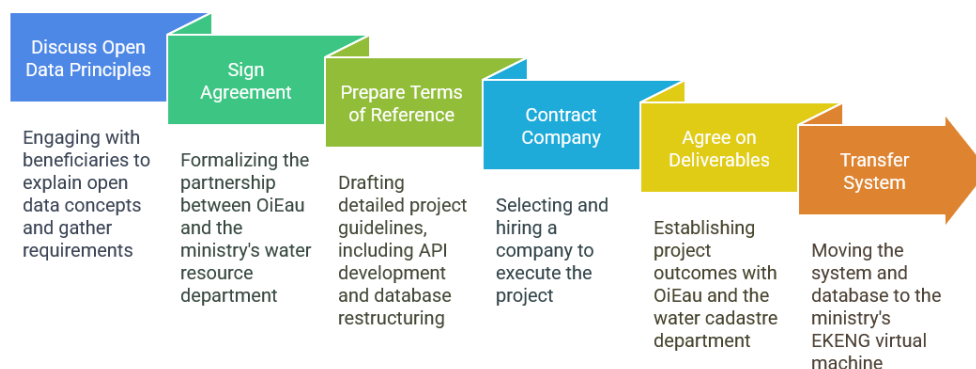 Discuss Open
Data Principles
Engaging with
beneficiaries to
explain open
data concepts
and gather
requirements
Sign
Agreement
Formalizing the
partnership
between OiEau
and the
ministry's water
resource
department
Prepare Terms
of Reference
Drafting
detailed project
guidelines,
including API
development
and database
restructuring
Contract
Company
Selecting and
hiring a
company to
execute the
project
Agree on
Deliverables
Establishing
project
outcomes with
OiEau and the
water cadastre
department
Transfer
System
Moving the
system and
database to the
ministry's
EKENG virtual
machine